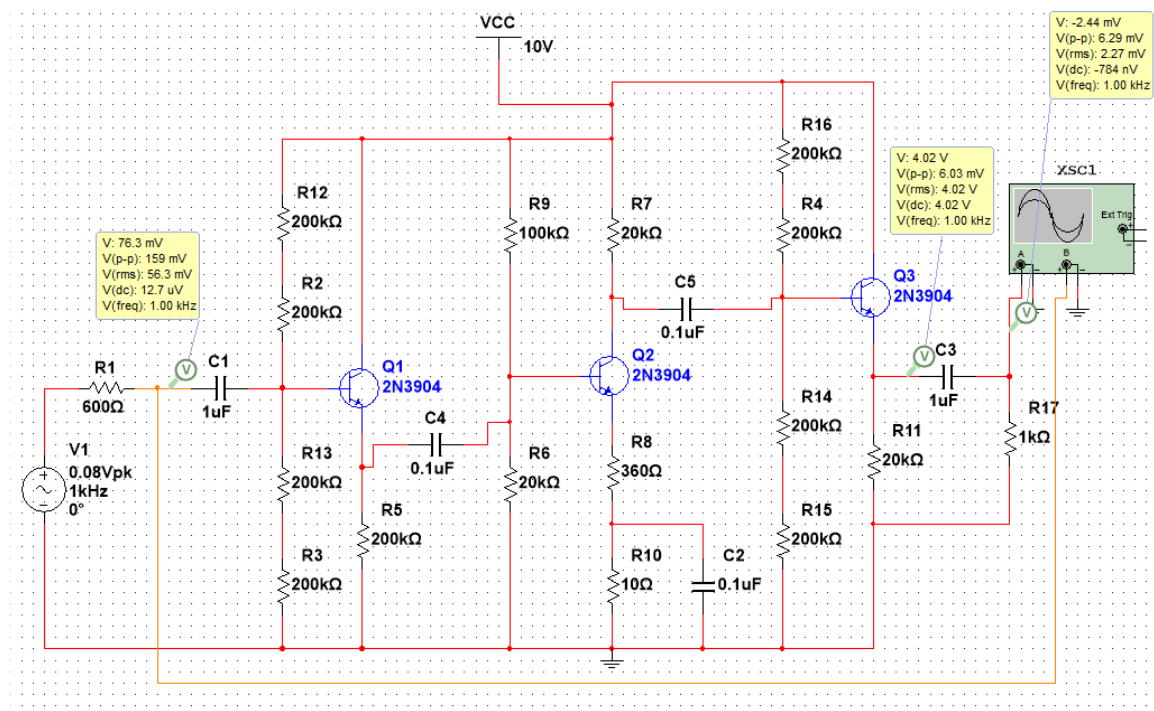 VCC
10V
V: -2.44 mV
V(p-p): 6.29 mV
V(rms): 2.27 mV
V(dc): -784 nV
V(freq): 1.00 kHz
R16
200kΩ
V: 4.02 V
V(p-p): 6.03 mV
V(rms): 4.02 V
V(dc): 4.02 V
V(freq): 1.00 kHz
XSC1
Ext Trig
+
-
A
B
+ - + -
R12
200kΩ
R9
100kΩ
R7
20kΩ
R4
200kΩ
V: 76.3 mV
V(p-p): 159 mV
V(rms): 56.3 mV
V(dc): 12.7 uV
V(freq): 1.00 kHz
R2
200kΩ
C5
0.1uF
Q3
2N3904
V
V
V
R1
600Ω
C1
1uF
Q1
2N3904
Q2
2N3904
C3
1uF
C4
0.1uF
R14
200kΩ
R17
1kΩ
V1
0.08Vpk
1kHz
0°
R13
200kΩ
R6
20kΩ
R8
360Ω
R11
20kΩ
R5
200kΩ
R15
200kΩ
R3
200kΩ
R10
10Ω
C2
0.1uF